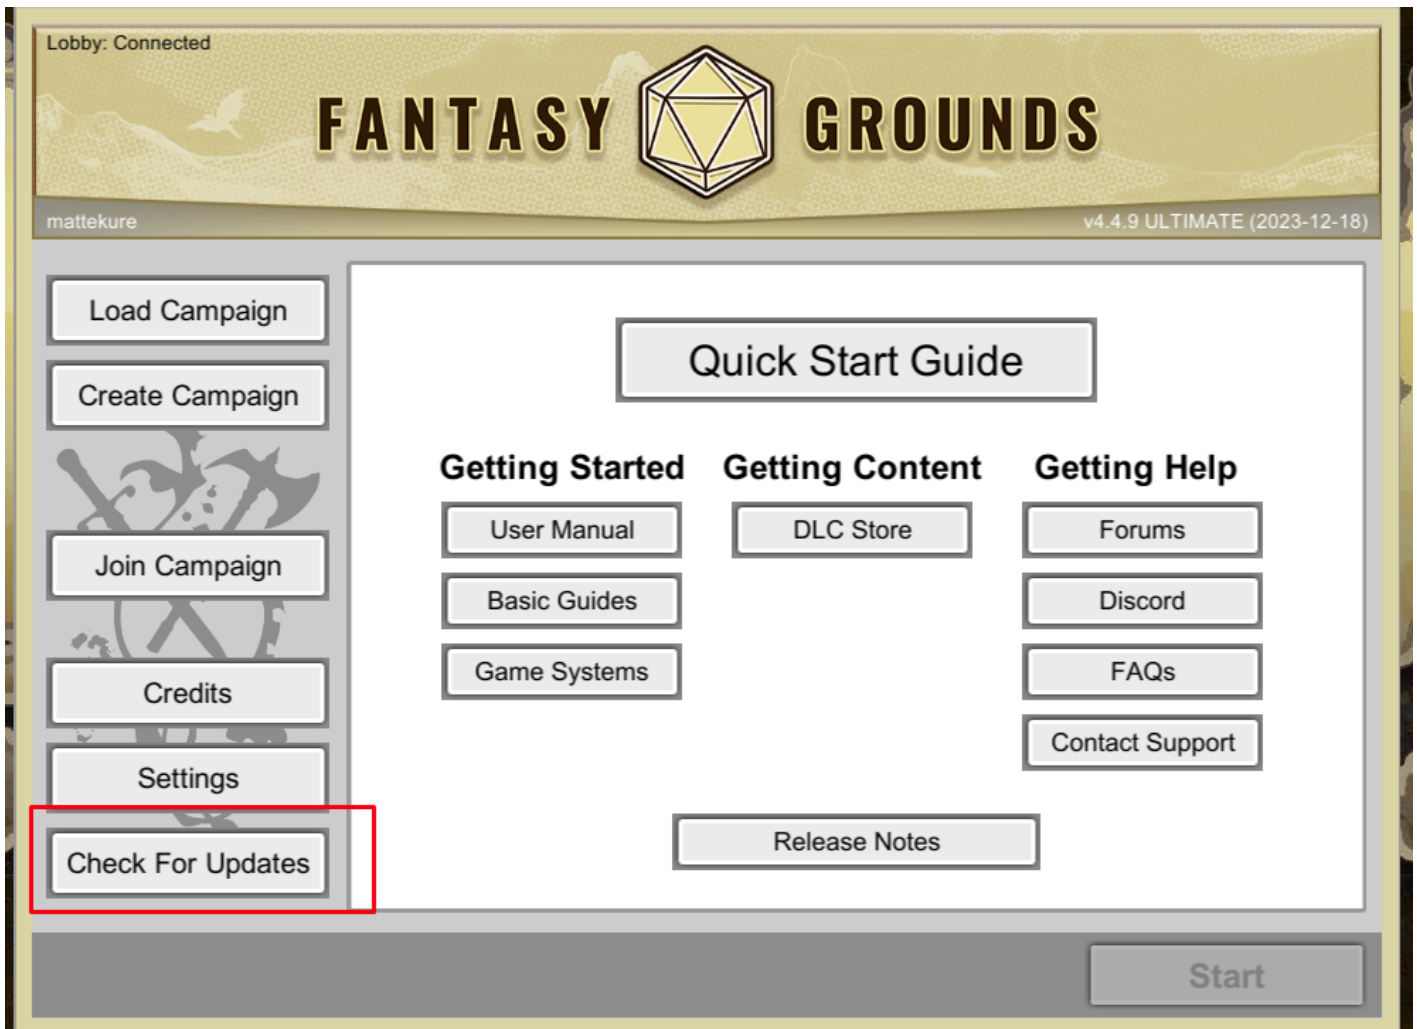 Lobby: Connected
FANTASY GROUNDS
mattekure
v4.4.9 ULTIMATE (2023-12-18)
Load Campaign
Create Campaign
Join Campaign
Credits
Settings
Check For Updates
Quick Start Guide
Getting Started
User Manual
Basic Guides
Game Systems
Getting Content
DLC Store
Getting Help
Forums
Discord
FAQs
Contact Support
Release Notes
Start